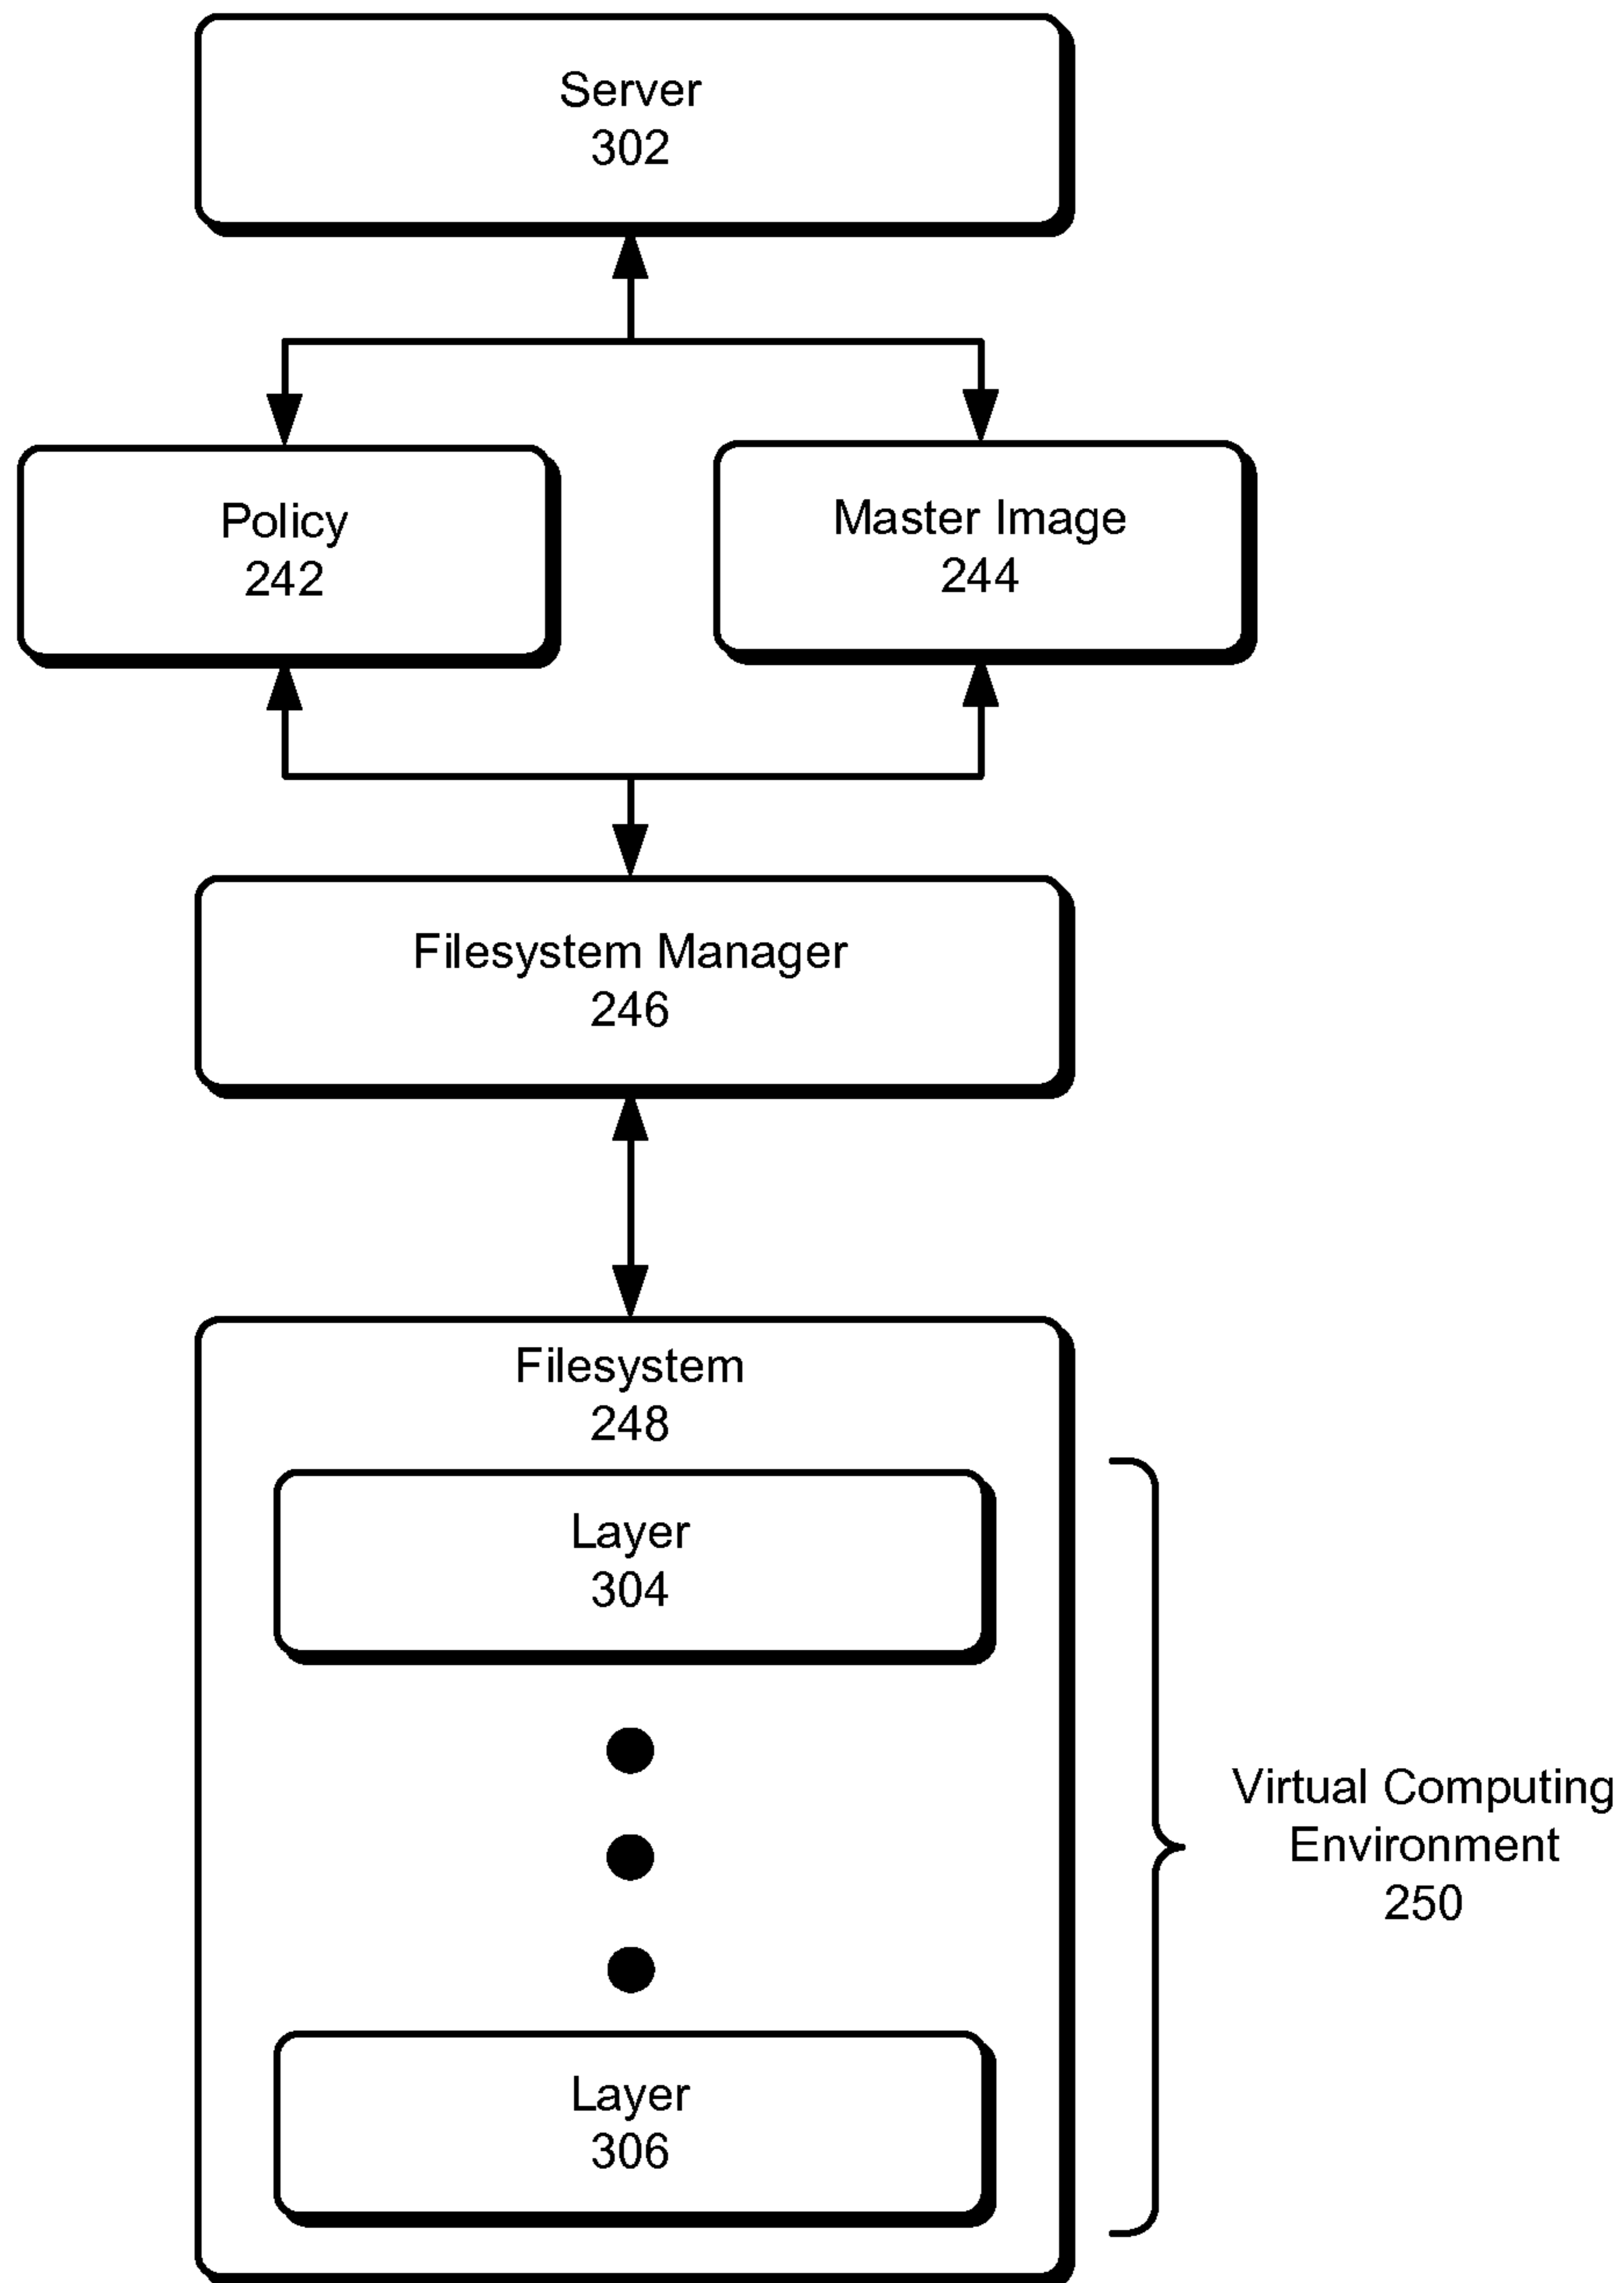 Server
302
Policy
242
Master Image
244
Filesystem Manager
246
Filesystem
248
Layer
304
Virtual Computing
Environment
250
Layer
306